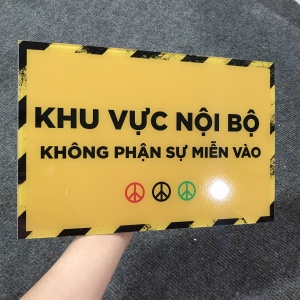 KHU VỰC NỘI BỘ
KHÔNG PHẬN SỰ MIỄN VÀO